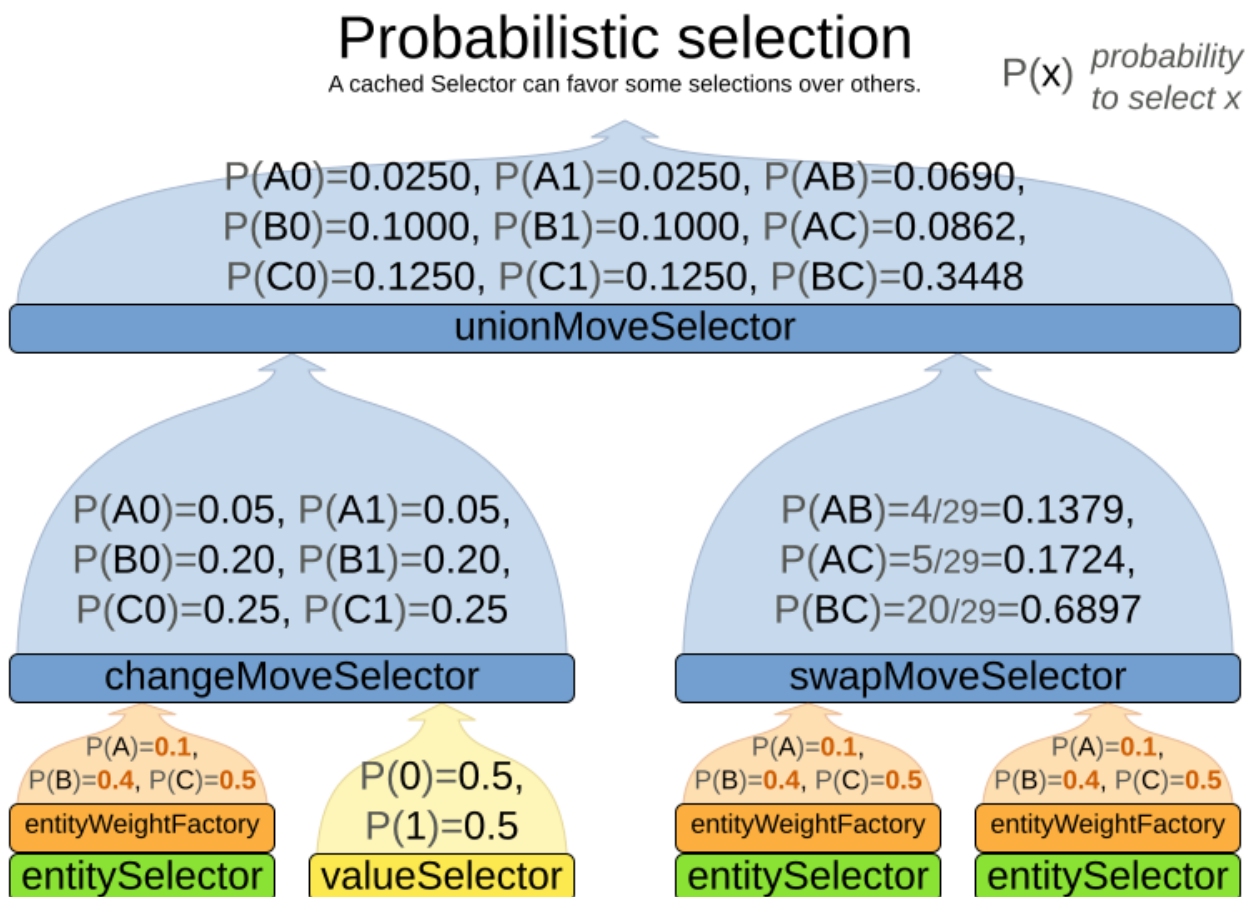 Probabilistic selection
A cached Selector can favor some selections over others.
P(x) probability
to select x
P(A0)=0.0250, P(A1)=0.0250, P(AB)=0.0690,
P(B0)=0.1000, P(B1)=0.1000, P(AC)=0.0862,
P(C0)=0.1250, P(C1)=0.1250, P(BC)=0.3448
unionMoveSelector
P(A0)=0.05, P(A1)=0.05,
P(B0)=0.20, P(B1)=0.20,
P(C0)=0.25, P(C1)=0.25
changeMoveSelector
P(AB)=4/29=0.1379,
P(AC)=5/29=0.1724,
P(BC)=20/29=0.6897
swapMoveSelector
P(A)=0.1,
P(B)=0.4, P(C)=0.5
entityWeightFactory
entitySelector
P(0)=0.5,
P(1)=0.5
valueSelector
P(A)=0.1,
P(B)=0.4, P(C)=0.5
entityWeightFactory
entitySelector
P(A)=0.1,
P(B)=0.4, P(C)=0.5
entityWeightFactory
entitySelector